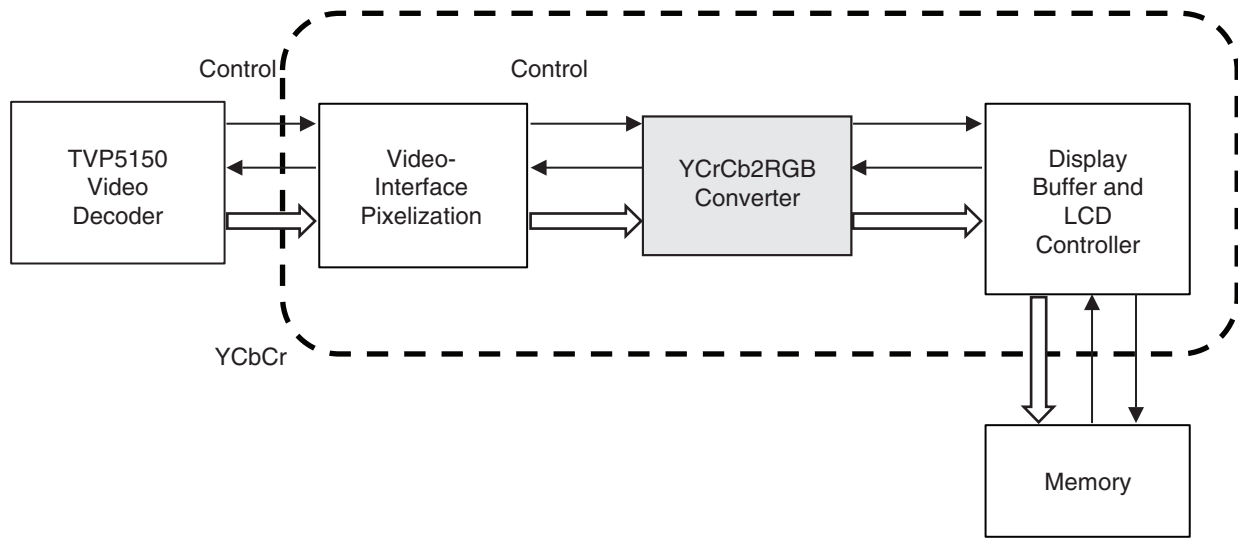 Control
Control
TVP5150
Video
Decoder
Video-
Interface
Pixelization
YCrCb2RGB
Converter
Display
Buffer and
LCD
Controller
YCbCr
Memory